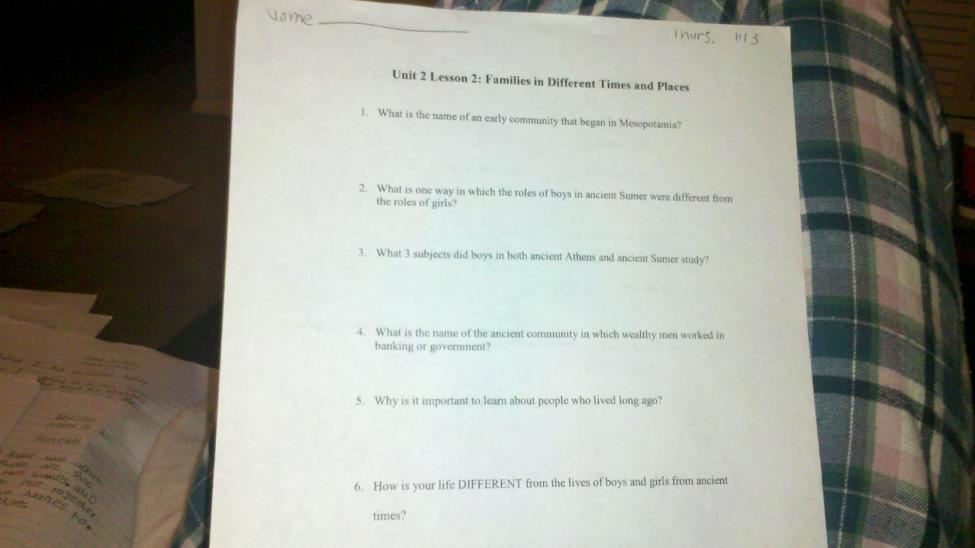 Name
Thurs. 11/3
Unit 2 Lesson 2: Families in Different Times and Places
1. What is the name of an early community that began in Mesopotamia?
2. What is one way in which the roles of boys in ancient Sumer were different from
the roles of girls?
3. What 3 subjects did boys in both ancient Athens and ancient Sumer study?
4. What is the name of the ancient community in which wealthy men worked in
banking or government?
5. Why is it important to learn about people who lived long ago?
6. How is your life DIFFERENT from the lives of boys and girls from ancient
times?